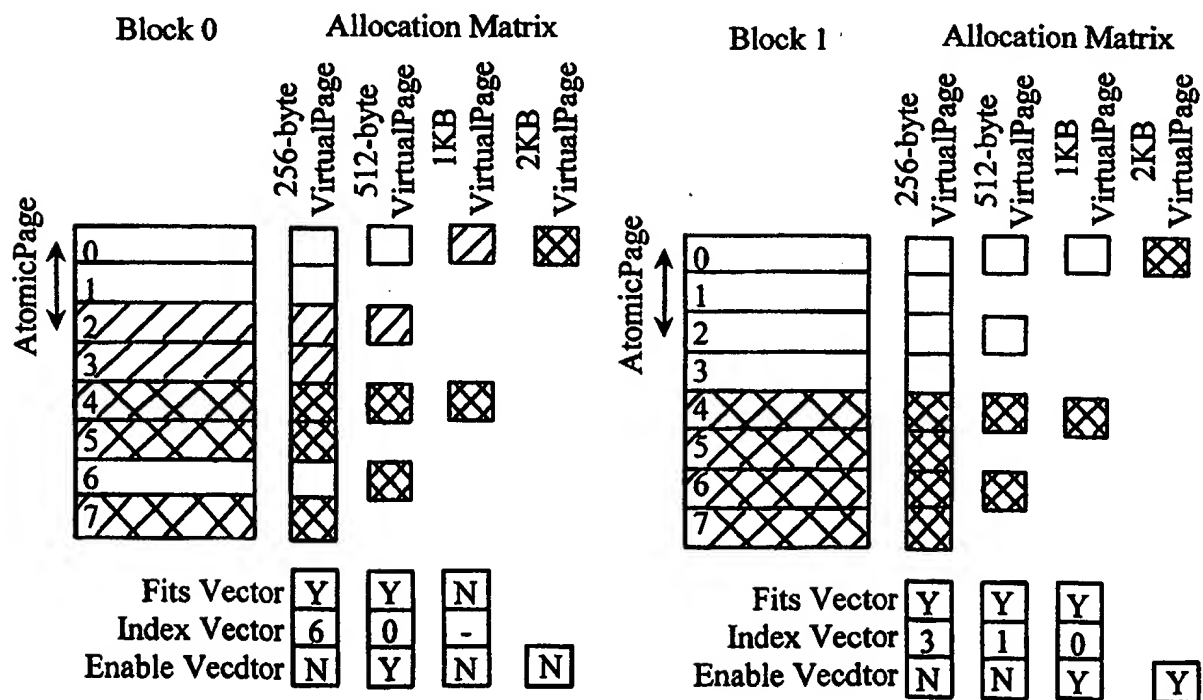 Block 0
Allocation Matrix
256-byte
VirtualPage
512-byte
VirtualPage
1KB
VirtualPage
2KB
VirtualPage
AtomicPage
0
1
2
3
4
5
6
7
Fits Vector Y Y N
Index Vector 6 0 -
Enable Vecdtor N Y N N
Block 1
Allocation Matrix
256-byte
VirtualPage
512-byte
VirtualPage
1KB
VirtualPage
2KB
VirtualPage
AtomicPage
0
1
2
3
4
5
6
7
Fits Vector Y Y Y
Index Vector 3 1 0
Enable Vecdtor N N Y Y